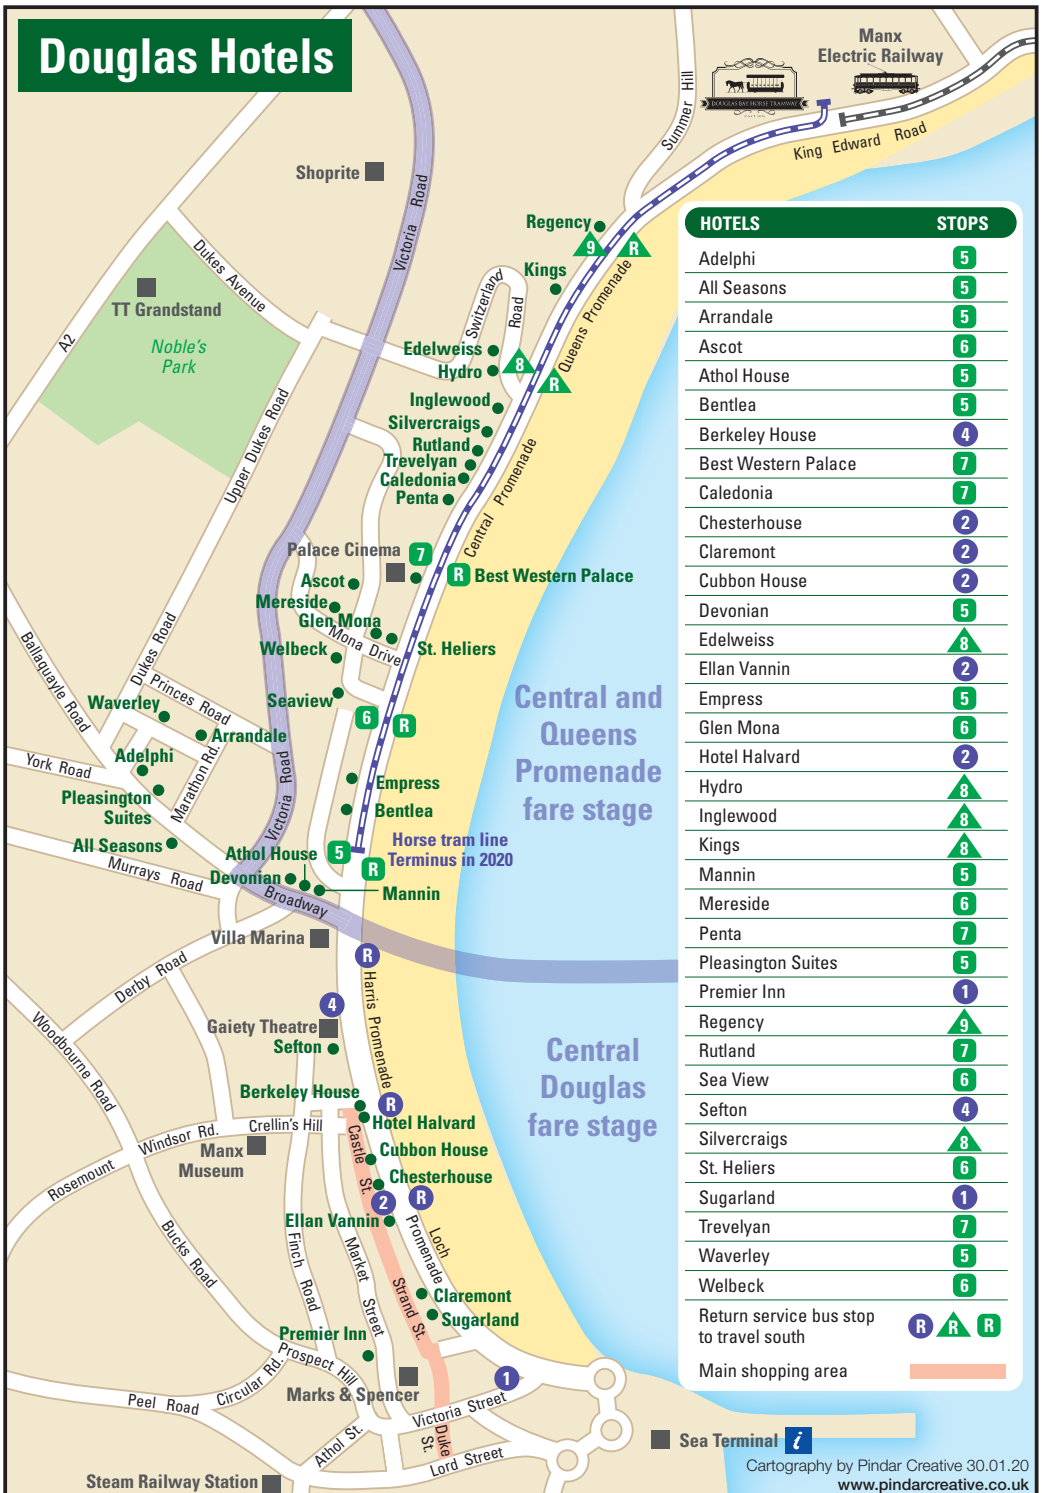 Douglas Hotels
Manx
Electric Railway
DOUGLAS BAY HORSE TRAMWAY
Summer Hill
King Edward Road
Shoprite
Victoria Road
Regency
9
R
Kings
Dukes Avenue
TT Grandstand
Noble's
Park
A2
Switzerland
Road
Queens Promenade
Edelweiss
8
Hydro
R
Inglewood
Silvercraigs
Rutland
Trevelyan
Caledonia
Penta
Upper Dukes Road
Central Promenade
Palace Cinema
7
Ascot
R
Best Western Palace
Mereside
Glen Mona
Mona Drive
St. Heliers
Welbeck
Ballaquayle Road
Dukes Road
Princes Road
Seaview
6
R
Waverley
Arrandale
Marathon Rd.
Adelphi
York Road
Pleasington
Suites
Victoria Road
Empress
Bentlea
All Seasons
Murrays Road
Horse tram line
Terminus in 2020
Athol House
5
R
Devonian
Mannin
Broadway
Central and
Queens
Promenade
fare stage
Villa Marina
R
Derby Road
Harris Promenade
4
Gaiety Theatre
Sefton
Woodbourne Road
Central
Douglas
fare stage
Berkeley House
R
Hotel Halvard
Crellin's Hill
Windsor Rd.
Manx
Museum
Rosemount
Castle St.
Cubbon House
Chesterhouse
2
R
Ellan Vannin
Loch
Promenade
Bucks Road
Finch Road
Market Street
Strand St.
Claremont
Sugarland
Premier Inn
Prospect Hill
Circular Rd.
Marks & Spencer
1
Peel Road
Victoria Street
Athol St.
Duke
St.
Lord Street
Sea Terminal
i
Steam Railway Station
HOTELS STOPS
Adelphi 5
All Seasons 5
Arrandale 5
Ascot 6
Athol House 5
Bentlea 5
Berkeley House 4
Best Western Palace 7
Caledonia 7
Chesterhouse 2
Claremont 2
Cubbon House 2
Devonian 5
Edelweiss 8
Ellan Vannin 2
Empress 5
Glen Mona 6
Hotel Halvard 2
Hydro 8
Inglewood 8
Kings 8
Mannin 5
Mereside 6
Penta 7
Pleasington Suites 5
Premier Inn 1
Regency 9
Rutland 7
Sea View 6
Sefton 4
Silvercraigs 8
St. Heliers 6
Sugarland 1
Trevelyan 7
Waverley 5
Welbeck 6
Return service bus stop
to travel south R R R
Main shopping area
Cartography by Pindar Creative 30.01.20
www.pindarcreative.co.uk